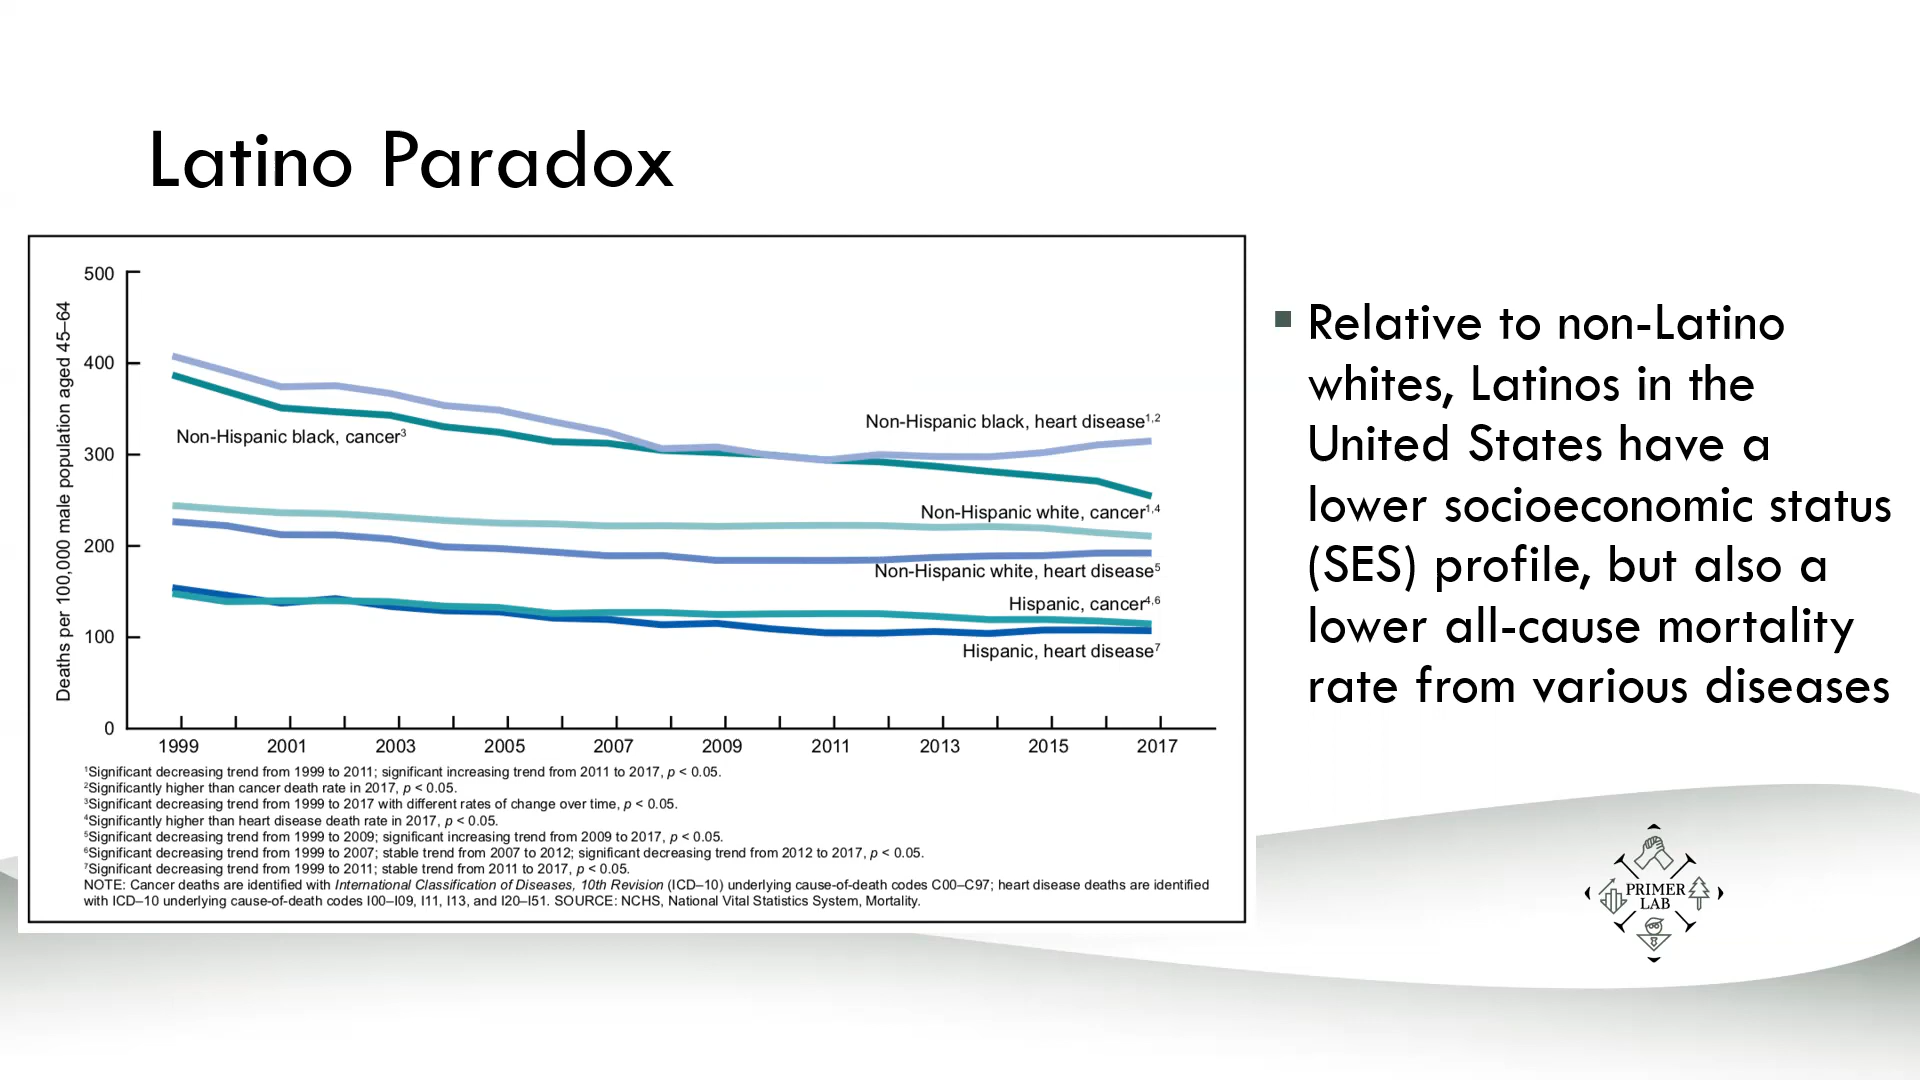 Latino Paradox
500
400
300
200
100
0
Deaths per 100,000 male population aged 45–64
Non-Hispanic black, heart disease1,2
Non-Hispanic black, cancer3
Non-Hispanic white, cancer1,4
Non-Hispanic white, heart disease5
Hispanic, cancer4,6
Hispanic, heart disease7
1999 2001 2003 2005 2007 2009 2011 2013 2015 2017
1Significant decreasing trend from 1999 to 2011; significant increasing trend from 2011 to 2017, p < 0.05.
2Significantly higher than cancer death rate in 2017, p < 0.05.
3Significant decreasing trend from 1999 to 2017 with different rates of change over time, p < 0.05.
4Significantly higher than heart disease death rate in 2017, p < 0.05.
5Significant decreasing trend from 1999 to 2009; significant increasing trend from 2009 to 2017, p < 0.05.
6Significant decreasing trend from 1999 to 2007; stable trend from 2007 to 2012; significant decreasing trend from 2012 to 2017, p < 0.05.
7Significant decreasing trend from 1999 to 2011; stable trend from 2011 to 2017, p < 0.05.
NOTE: Cancer deaths are identified with International Classification of Diseases, 10th Revision (ICD–10) underlying cause-of-death codes C00–C97; heart disease deaths are identified
with ICD–10 underlying cause-of-death codes I00–I09, I11, I13, and I20–I51. SOURCE: NCHS, National Vital Statistics System, Mortality.
Relative to non-Latino
whites, Latinos in the
United States have a
lower socioeconomic status
(SES) profile, but also a
lower all-cause mortality
rate from various diseases
PRIMER
LAB